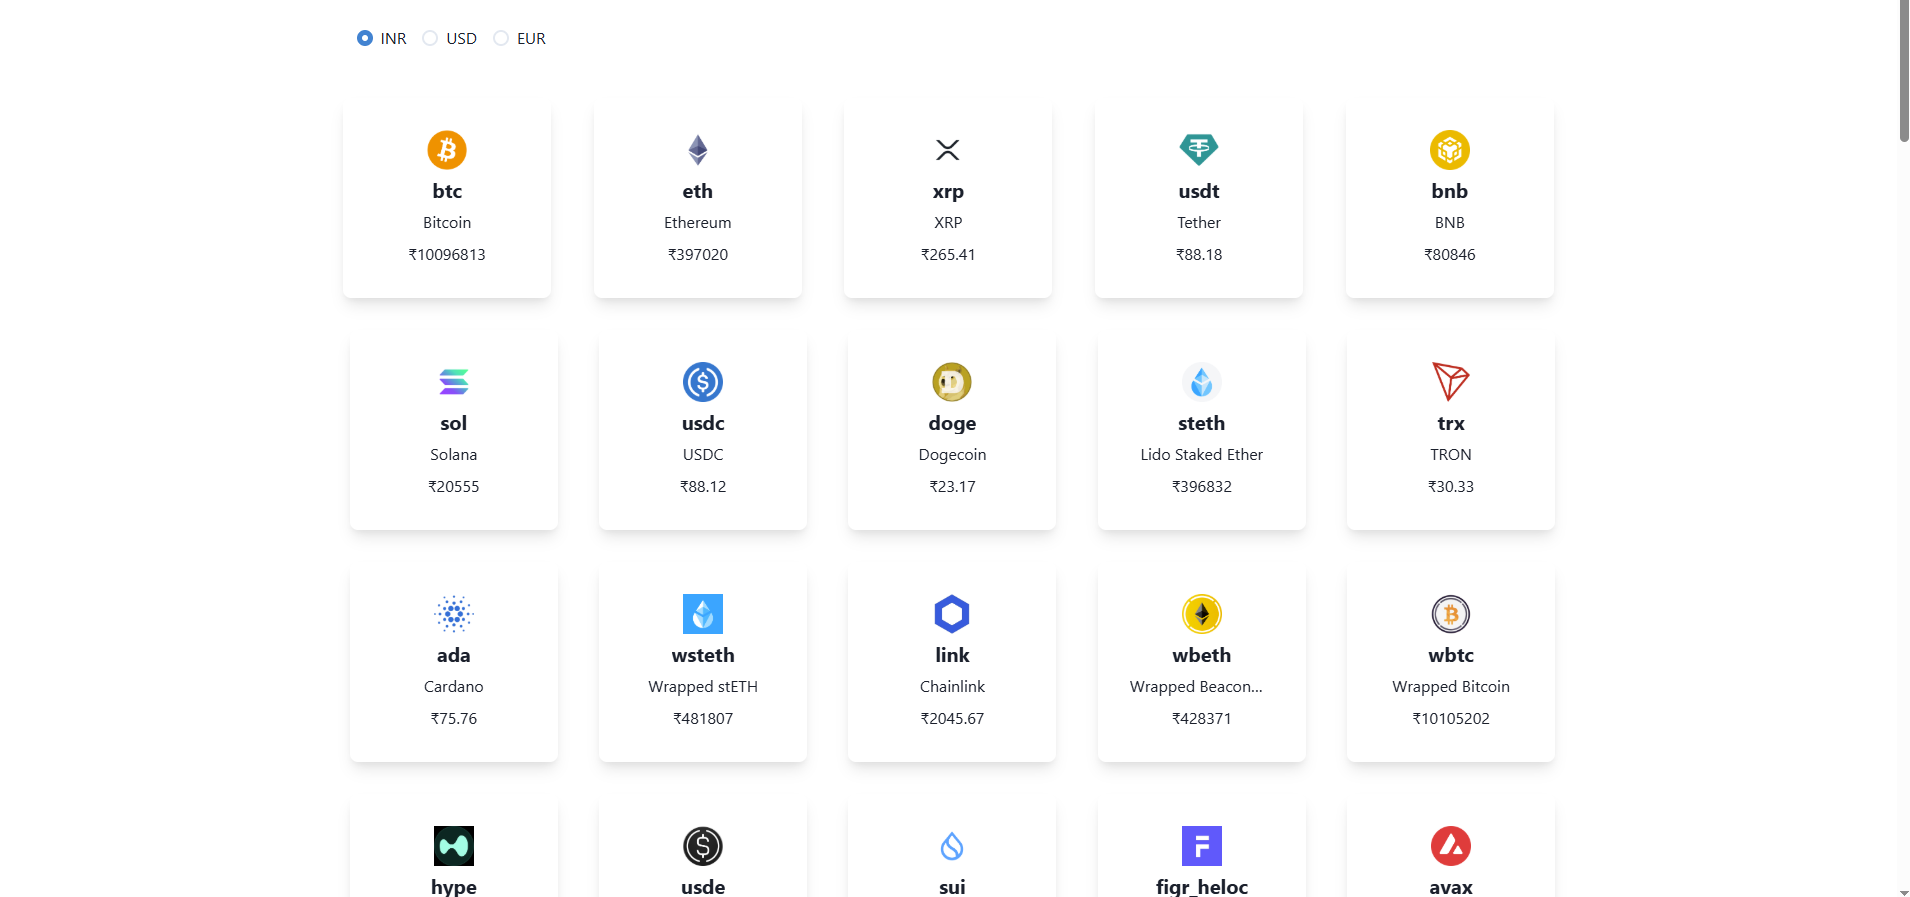 INR USD EUR
btc
Bitcoin
₹10096813
eth
Ethereum
₹397020
xrp
XRP
₹265.41
usdt
Tether
₹88.18
bnb
BNB
₹80846
sol
Solana
₹20555
usdc
USDC
₹88.12
doge
Dogecoin
₹23.17
steth
Lido Staked Ether
₹396832
trx
TRON
₹30.33
ada
Cardano
₹75.76
wsteth
Wrapped stETH
₹481807
link
Chainlink
₹2045.67
wbeth
Wrapped Beacon...
₹428371
wbtc
Wrapped Bitcoin
₹10105202
hype
usde
sui
figr_heloc
avax